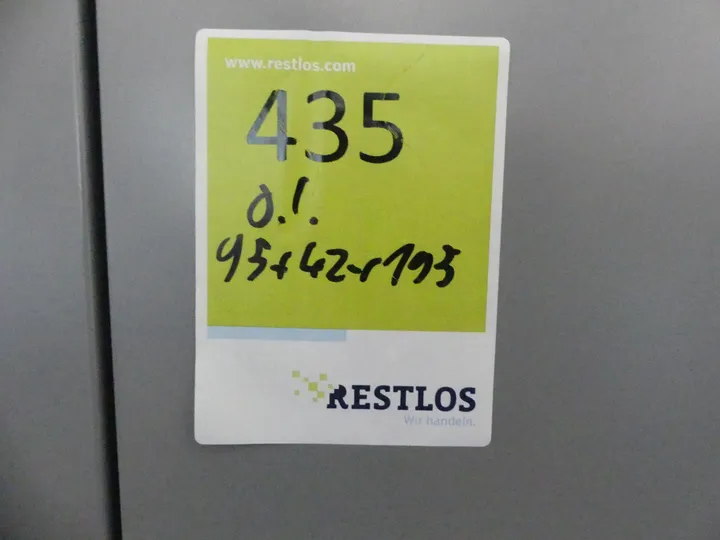 www.restlos.com
435
o.I.
95x42x195
RESTLOS
Wir handeln.